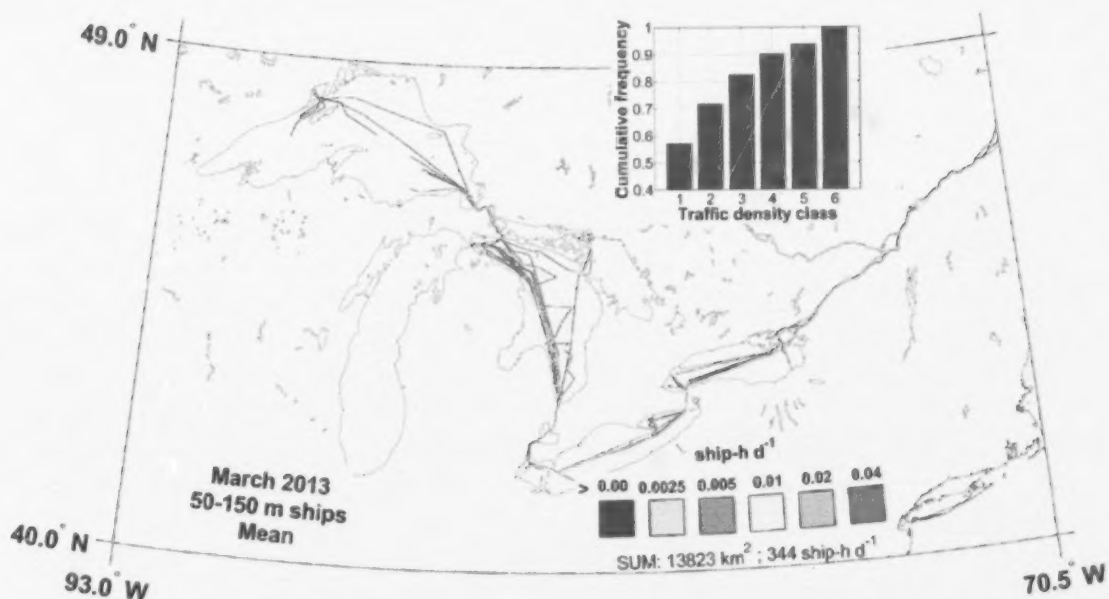 49.0° N
1
0.9
0.8
0.7
0.6
0.5
0.4
Cumulative frequency
1 2 3 4 5 6
Traffic density class
March 2013
50-150 m ships
Mean
ship-h d⁻¹
> 0.00 0.0025 0.005 0.01 0.02 0.04
SUM: 13823 km² ; 344 ship-h d⁻¹
40.0° N
93.0° W
70.5° W